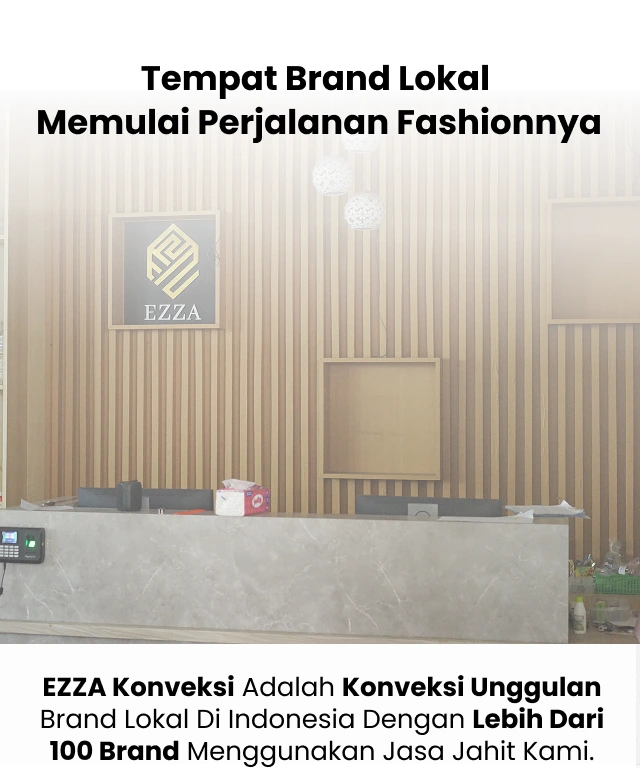 Tempat Brand Lokal
Memulai Perjalanan Fashionnya
EZZA
EZZA Konveksi Adalah Konveksi Unggulan
Brand Lokal Di Indonesia Dengan Lebih Dari
100 Brand Menggunakan Jasa Jahit Kami.